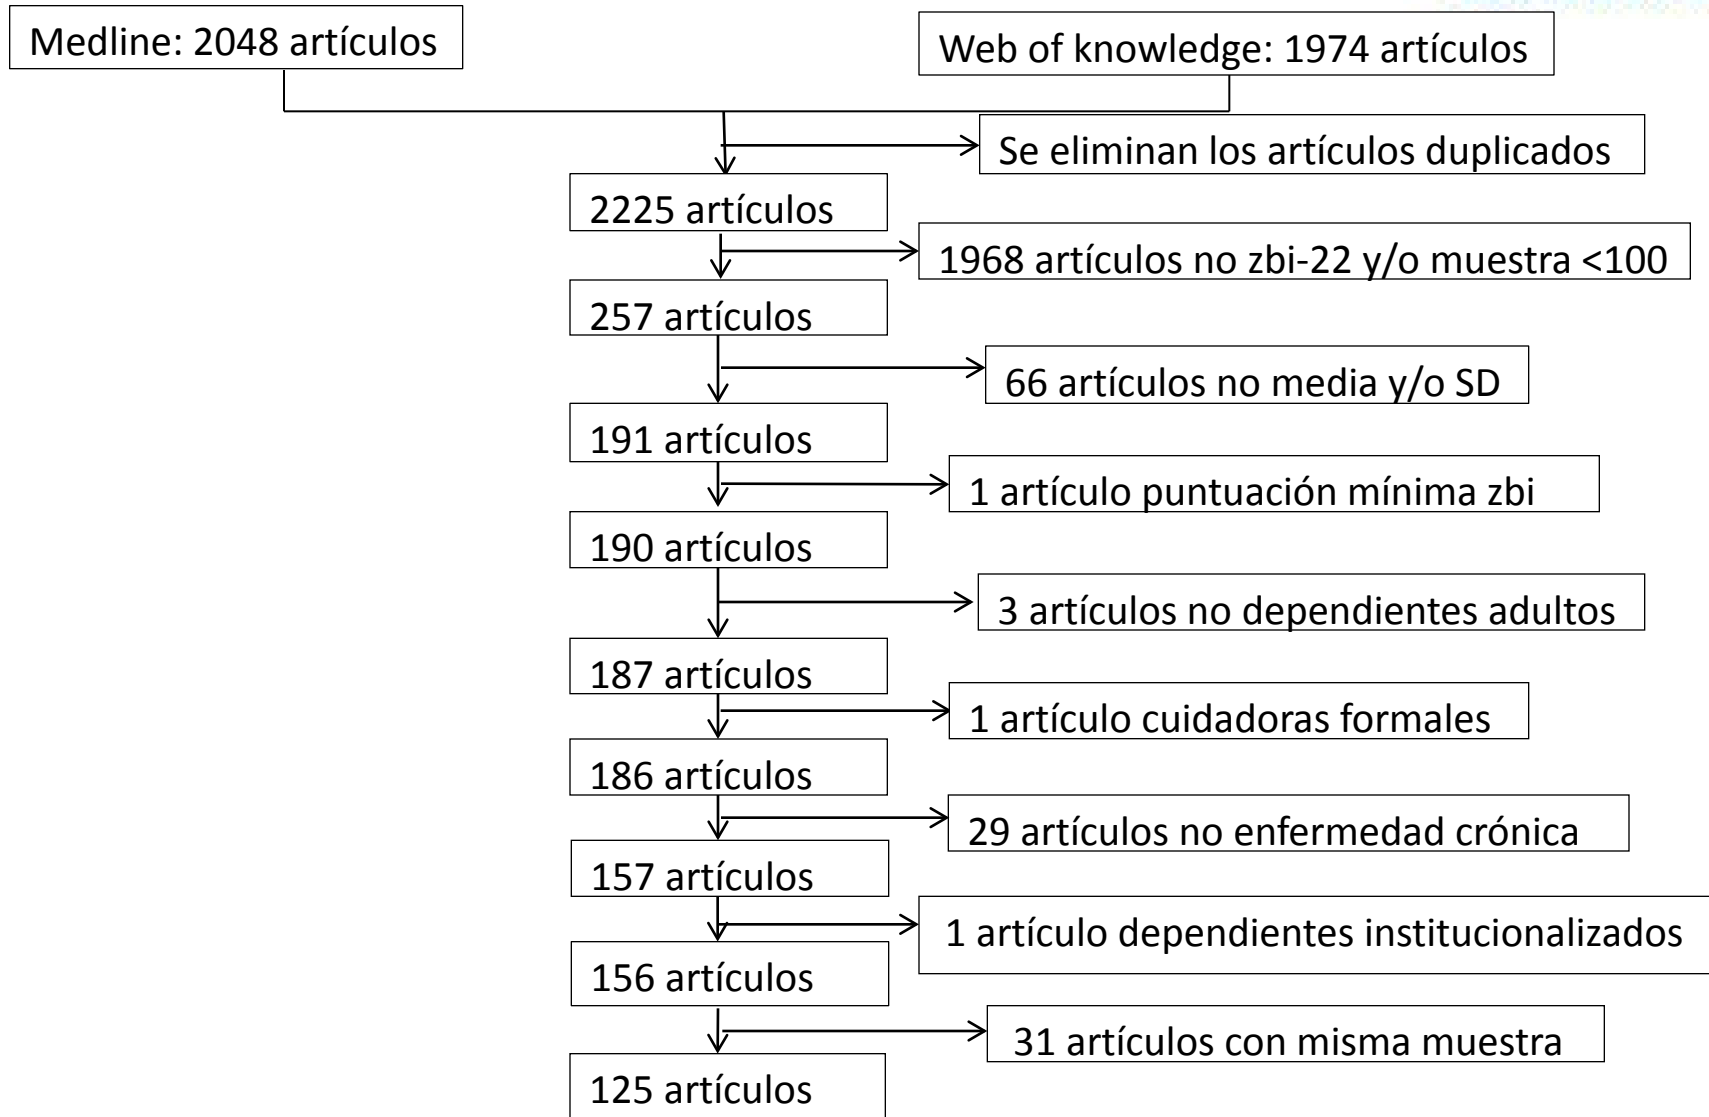 Medline: 2048 artículos
Web of knowledge: 1974 artículos
Se eliminan los artículos duplicados
2225 artículos
1968 artículos no zbi-22 y/o muestra <100
257 artículos
66 artículos no media y/o SD
191 artículos
1 artículo puntuación mínima zbi
190 artículos
3 artículos no dependientes adultos
187 artículos
1 artículo cuidadoras formales
186 artículos
29 artículos no enfermedad crónica
157 artículos
1 artículo dependientes institucionalizados
156 artículos
31 artículos con misma muestra
125 artículos